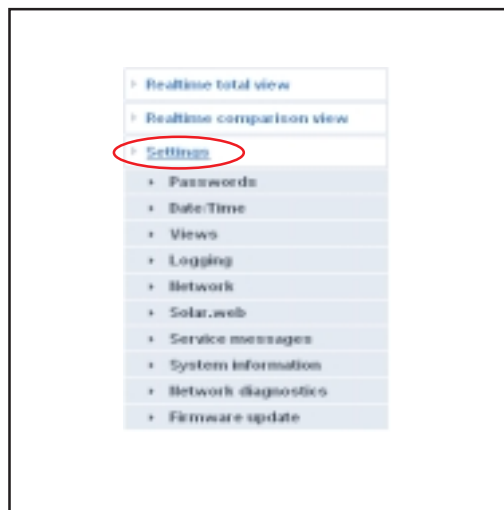 Realtime total view
Realtime comparison view
Settings
Passwords
Date/Time
Views
Logging
Network
Solar.web
Service messages
System information
Network diagnostics
Firmware update